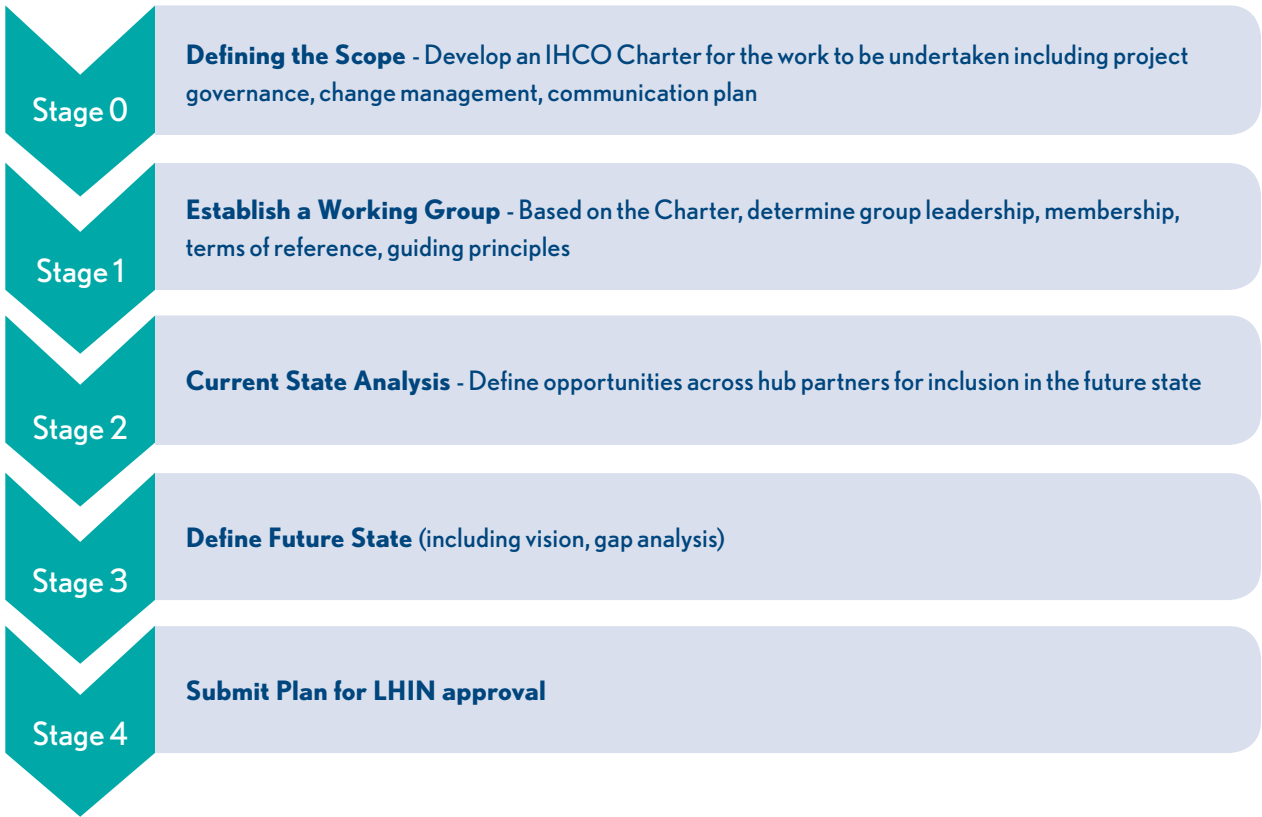 Stage 0
Defining the Scope - Develop an IHCO Charter for the work to be undertaken including project
governance, change management, communication plan
Stage 1
Establish a Working Group - Based on the Charter, determine group leadership, membership,
terms of reference, guiding principles
Stage 2
Current State Analysis - Define opportunities across hub partners for inclusion in the future state
Stage 3
Define Future State (including vision, gap analysis)
Stage 4
Submit Plan for LHIN approval